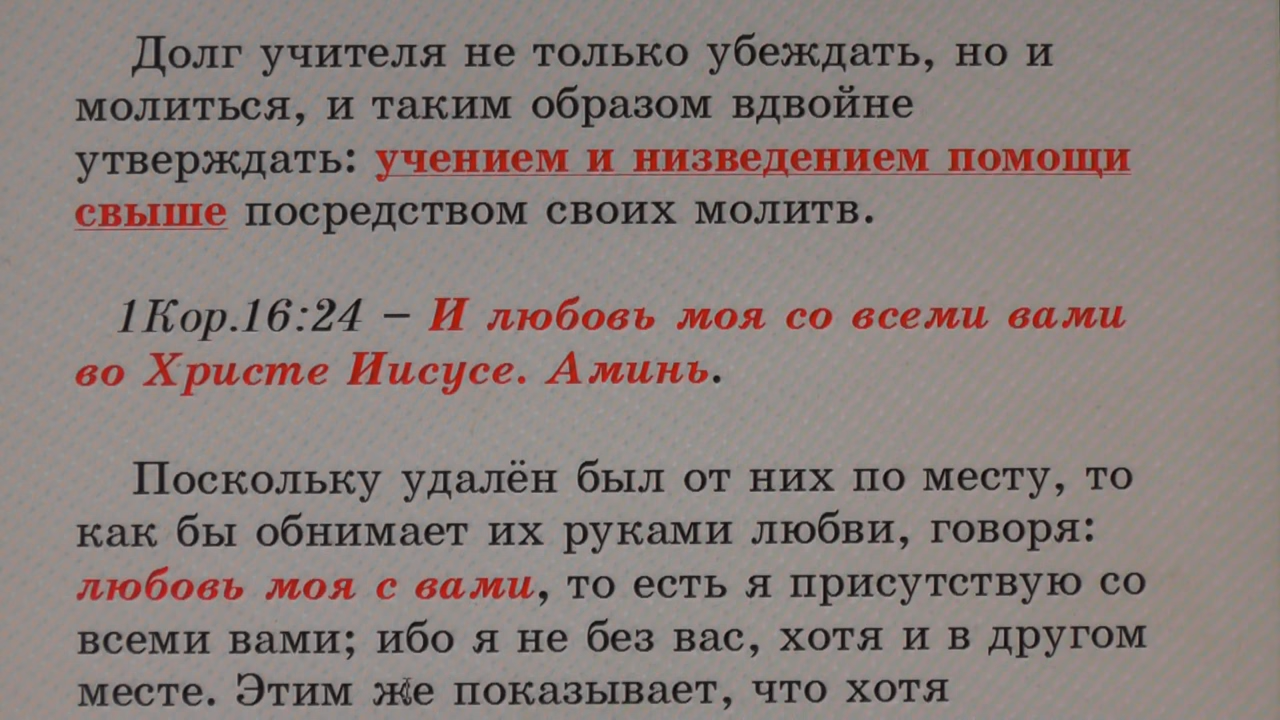 Долг учителя не только убеждать, но и
молиться, и таким образом вдвойне
утверждать: учением и низведением помощи
свыше посредством своих молитв.
1Кор.16:24 – И любовь моя со всеми вами
во Христе Иисусе. Аминь.
Поскольку удалён был от них по месту, то
как бы обнимает их руками любви, говоря:
любовь моя с вами, то есть я присутствую со
всеми вами; ибо я не без вас, хотя и в другом
месте. Этим же показывает, что хотя